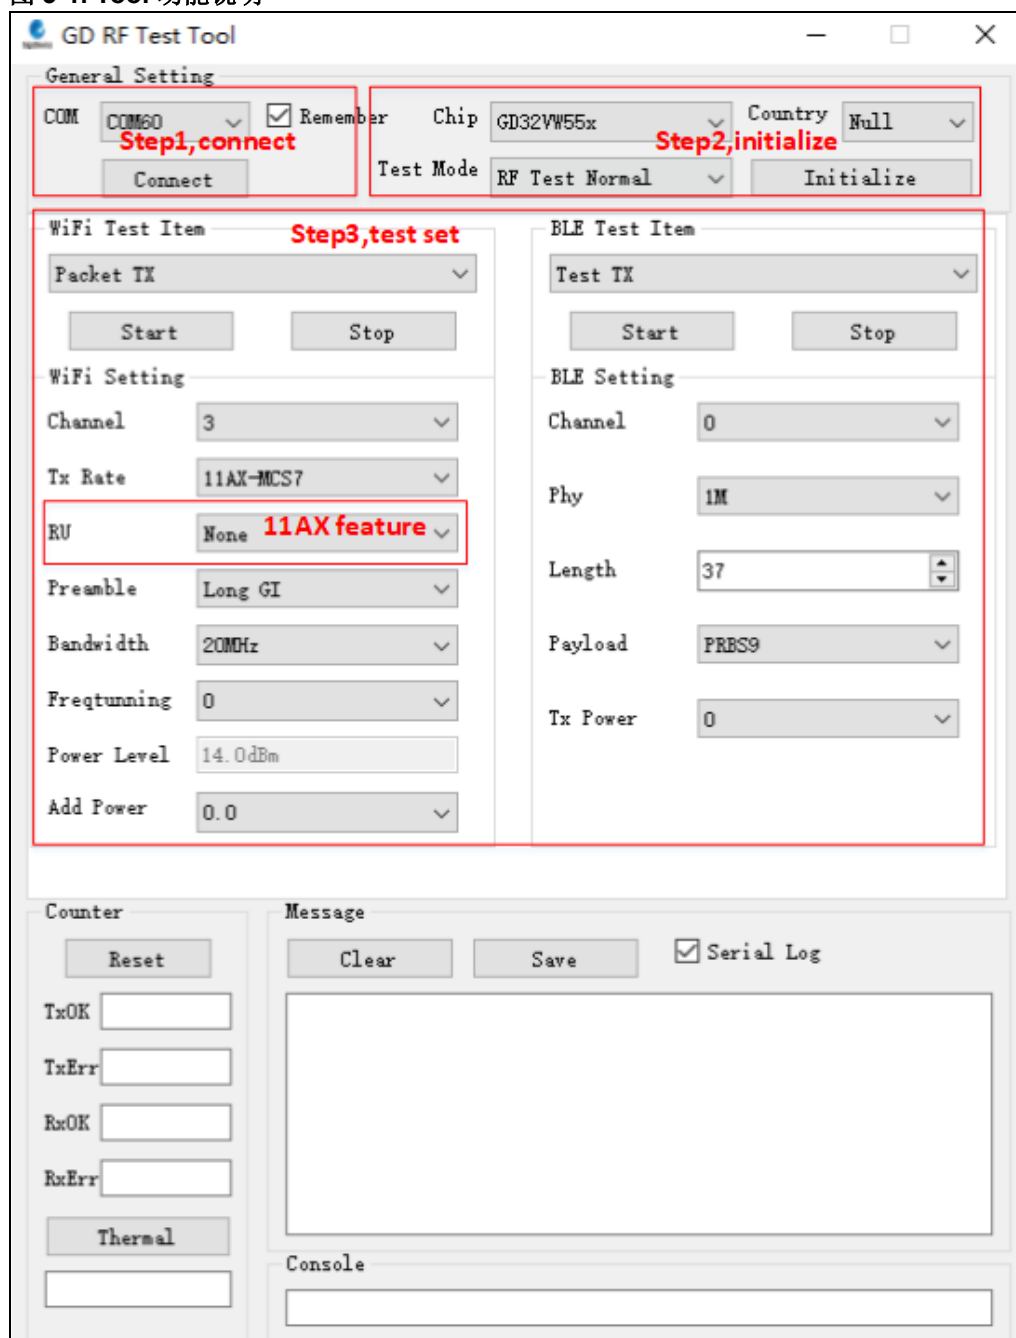 GD RF Test Tool
General Setting
COM COM60 Remember Chip GD32VW55x Country Null
Step1,connect Step2,initialize
Connect Test Mode RF Test Normal Initialize
WiFi Test Item Step3,test set BLE Test Item
Packet TX Test TX
Start Stop Start Stop
WiFi Setting BLE Setting
Channel 3 Channel 0
Tx Rate 11AX-MCS7
Phy 1M
RU None 11AX feature
Length 37
Preamble Long GI
Bandwidth 20MHz Payload PRBS9
Freqtunning 0
Tx Power 0
Power Level 14.0dBm
Add Power 0.0
Counter Message
Reset Clear Save Serial Log
TxOK
TxErr
RxOK
RxErr
Thermal
Console